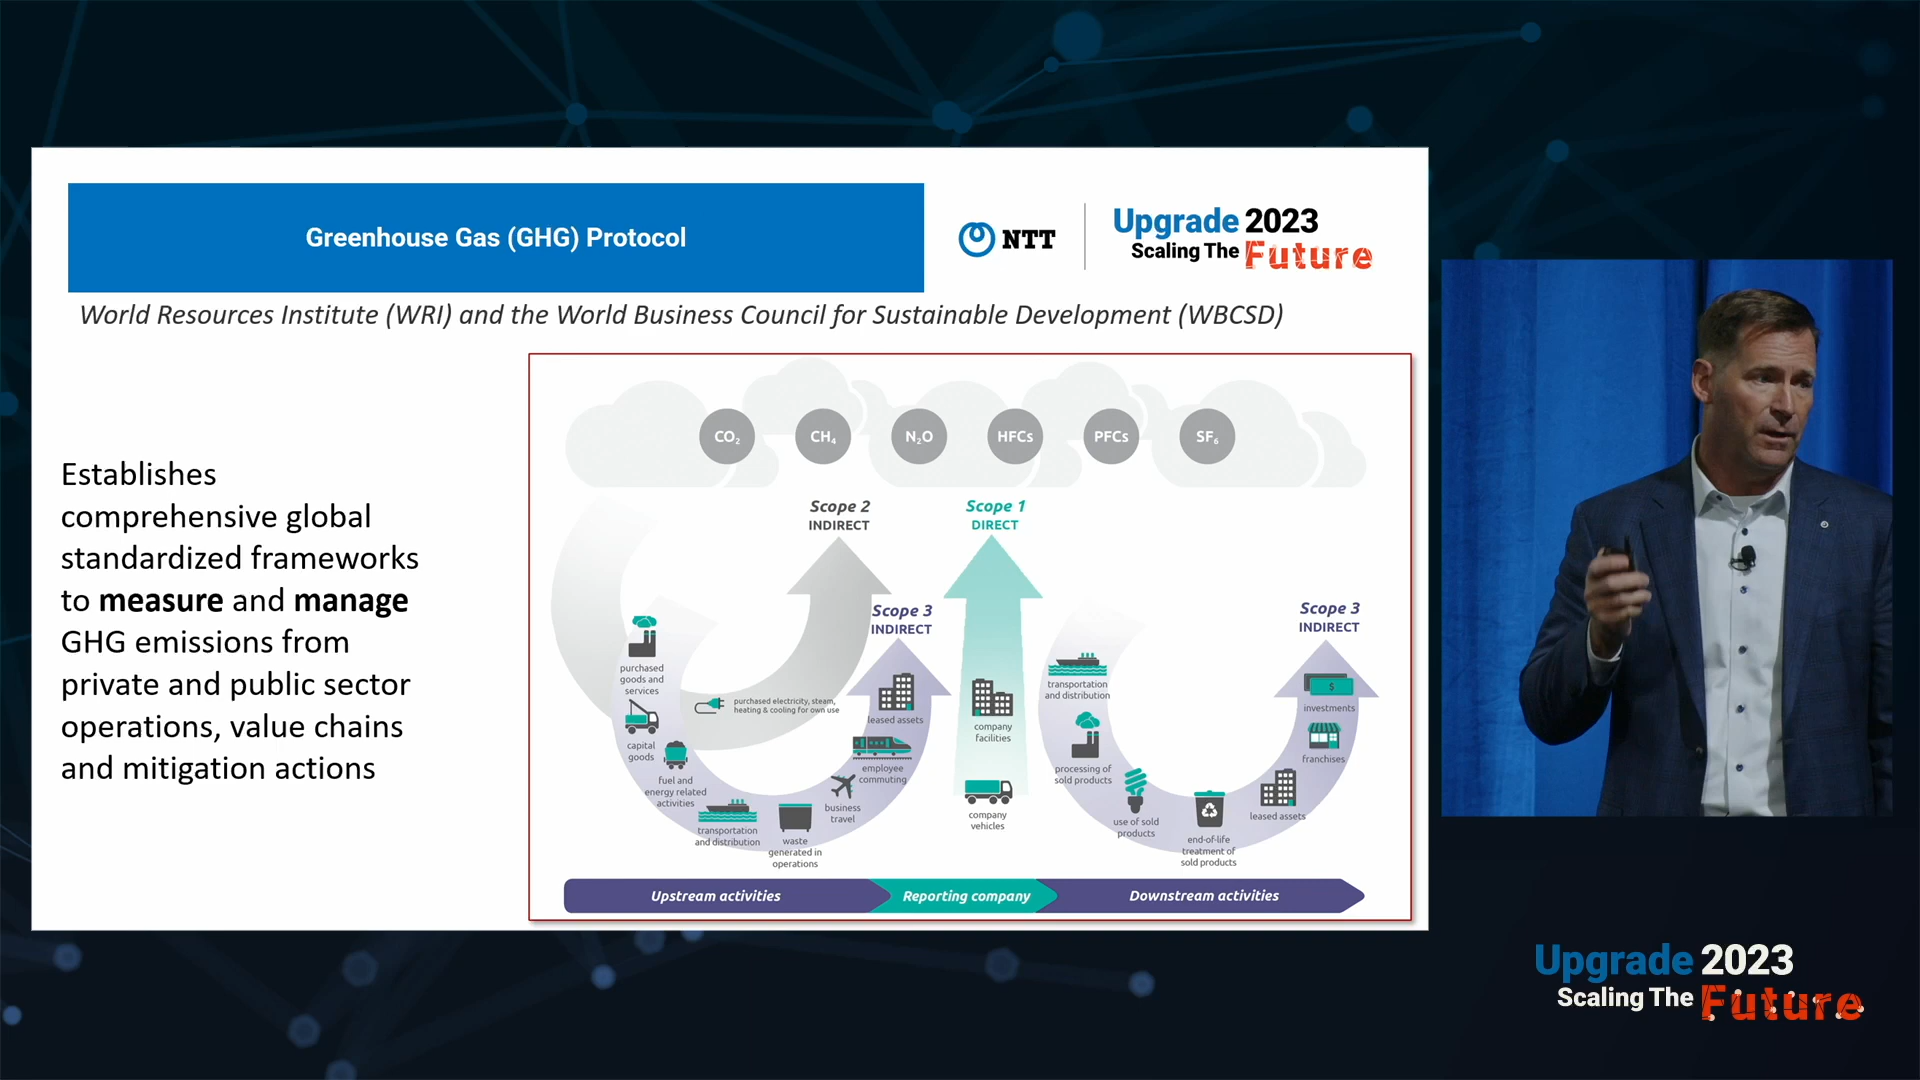 Greenhouse Gas (GHG) Protocol
NTT
Upgrade 2023
Scaling The Future
World Resources Institute (WRI) and the World Business Council for Sustainable Development (WBCSD)
Establishes
comprehensive global
standardized frameworks
to measure and manage
GHG emissions from
private and public sector
operations, value chains
and mitigation actions
CO₂
CH₄
N₂O
HFCs
PFCs
SF₆
Scope 2
INDIRECT
Scope 1
DIRECT
Scope 3
INDIRECT
Scope 3
INDIRECT
purchased
goods and
services
capital
goods
fuel and
energy related
activities
transportation
and distribution
waste
generated in
operations
business
travel
employee
commuting
leased assets
purchased electricity, steam,
heating & cooling for own use
company
facilities
company
vehicles
transportation
and distribution
processing of
sold products
use of sold
products
end-of-life
treatment of
sold products
leased assets
franchises
investments
$
Upstream activities
Reporting company
Downstream activities
Upgrade 2023
Scaling The Future